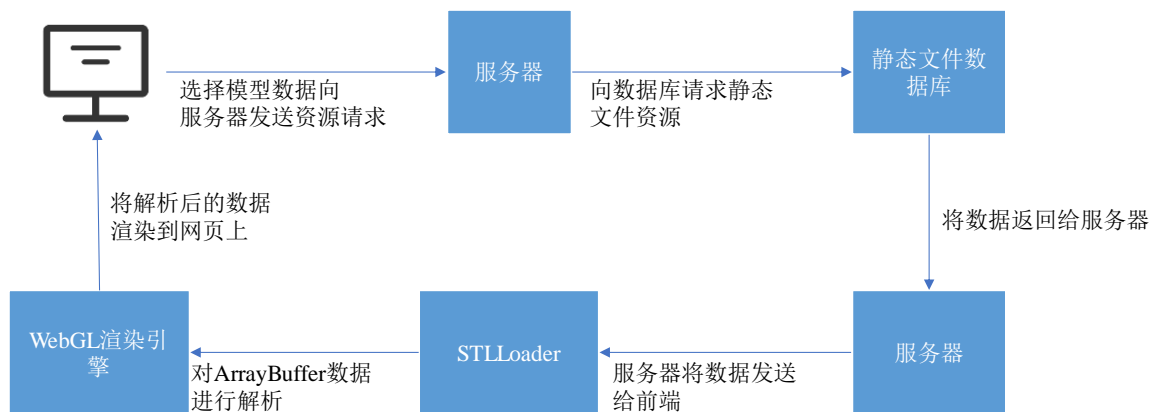 服务器
静态文件数
据库
选择模型数据向
服务器发送资源请求
向数据库请求静态
文件资源
将解析后的数据
渲染到网页上
将数据返回给服务器
WebGL渲染引
擎
STLLoader
服务器
对ArrayBuffer数据
进行解析
服务器将数据发送
给前端